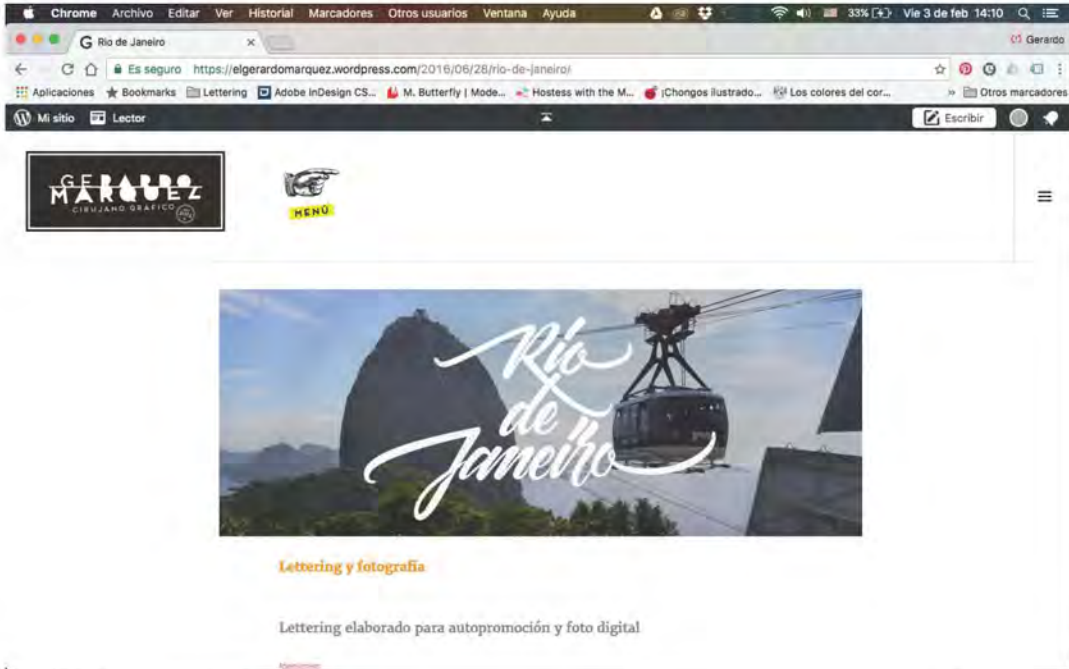 Chrome Archivo Editar Ver Historial Marcadores Otros usuarios Ventana Ayuda 33% Vie 3 de feb 14:10
G Rio de Janeiro × Gerardo
Es seguro https://elgerardomarquez.wordpress.com/2016/06/28/rio-de-janeiro/
Aplicaciones Bookmarks Lettering Adobe InDesign CS... M. Butterfly | Mode... Hostess with the M... ¡Chongos ilustrado... Los colores del cor... » Otros marcadores
Mi sitio Lector Escribir
GERARDO
MARQUEZ
CIRUJANO GRÁFICO
MENÚ
Río
de
Janeiro
Lettering y fotografía
Lettering elaborado para autopromoción y foto digital